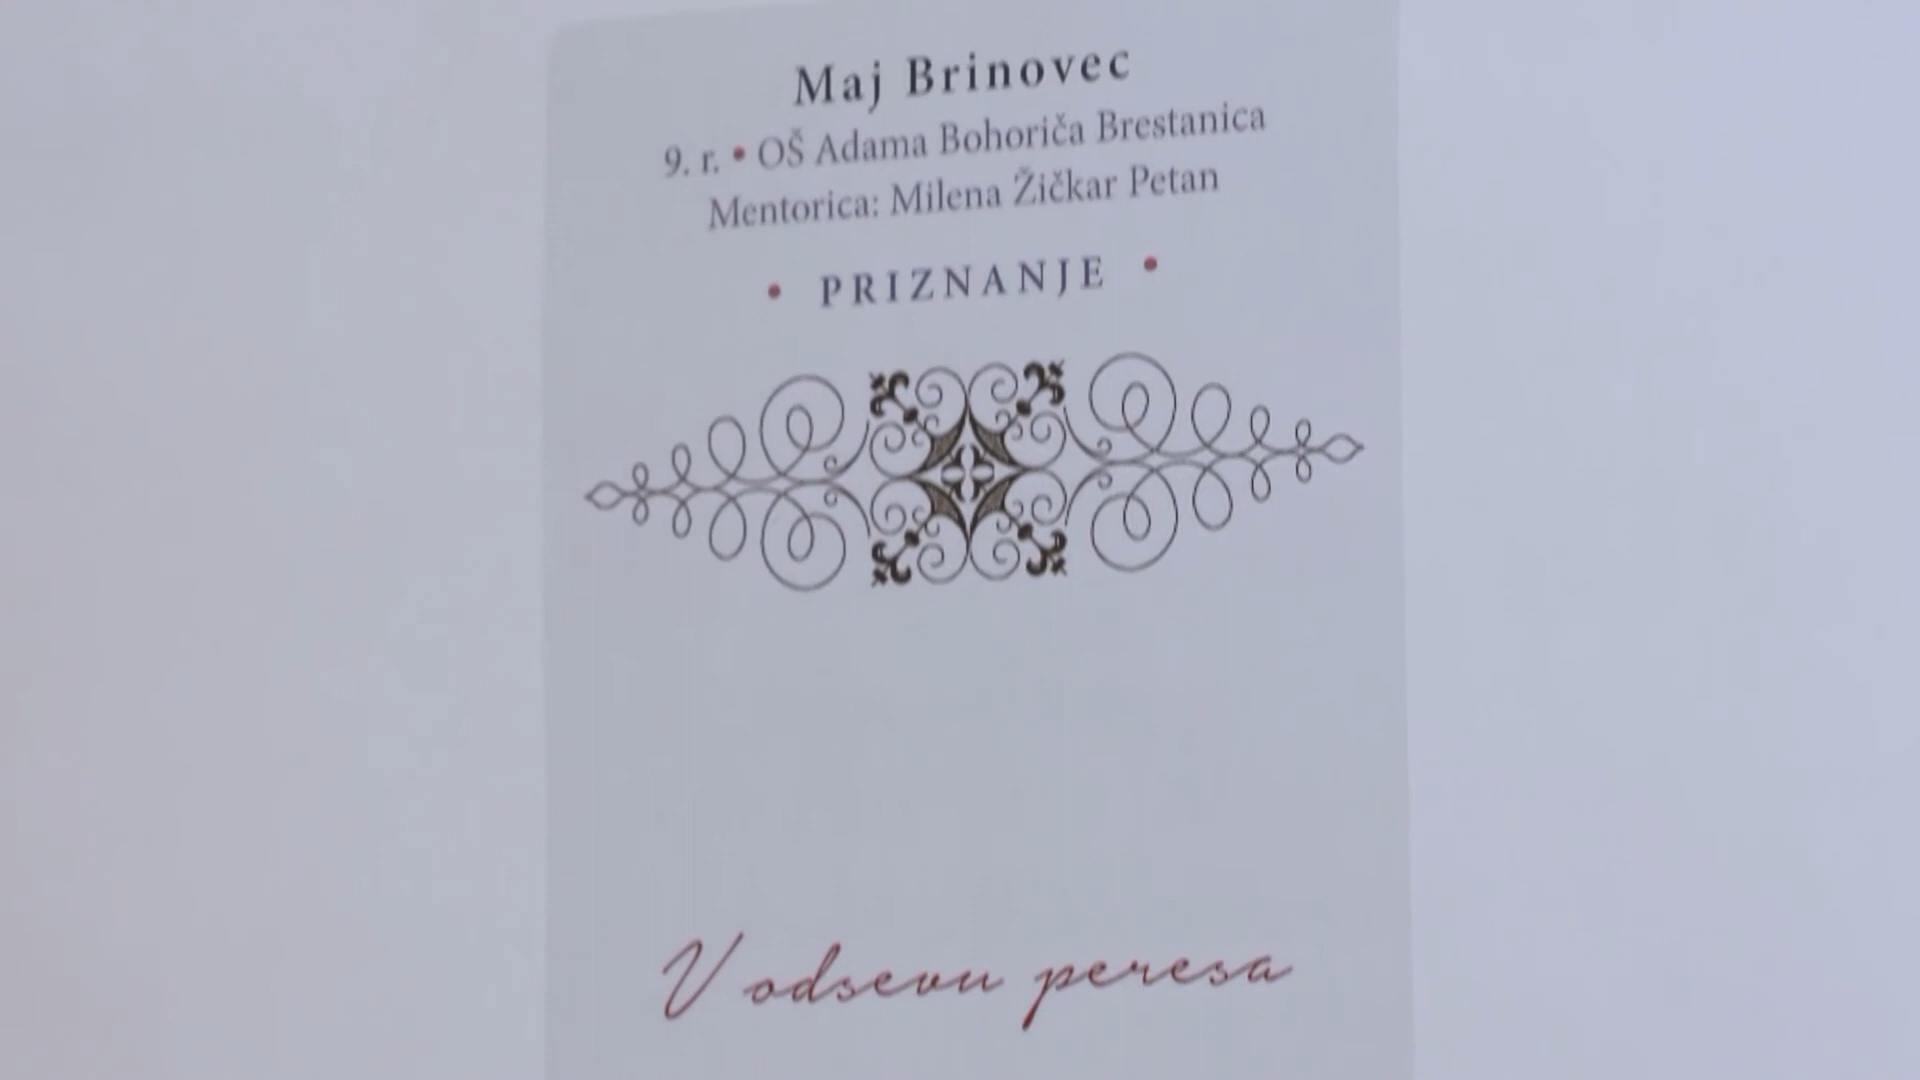 Maj Brinovec
9. r. • OŠ Adama Bohoriča Brestanica
Mentorica: Milena Žičkar Petan
• PRIZNANJE •
V odsevu peresa